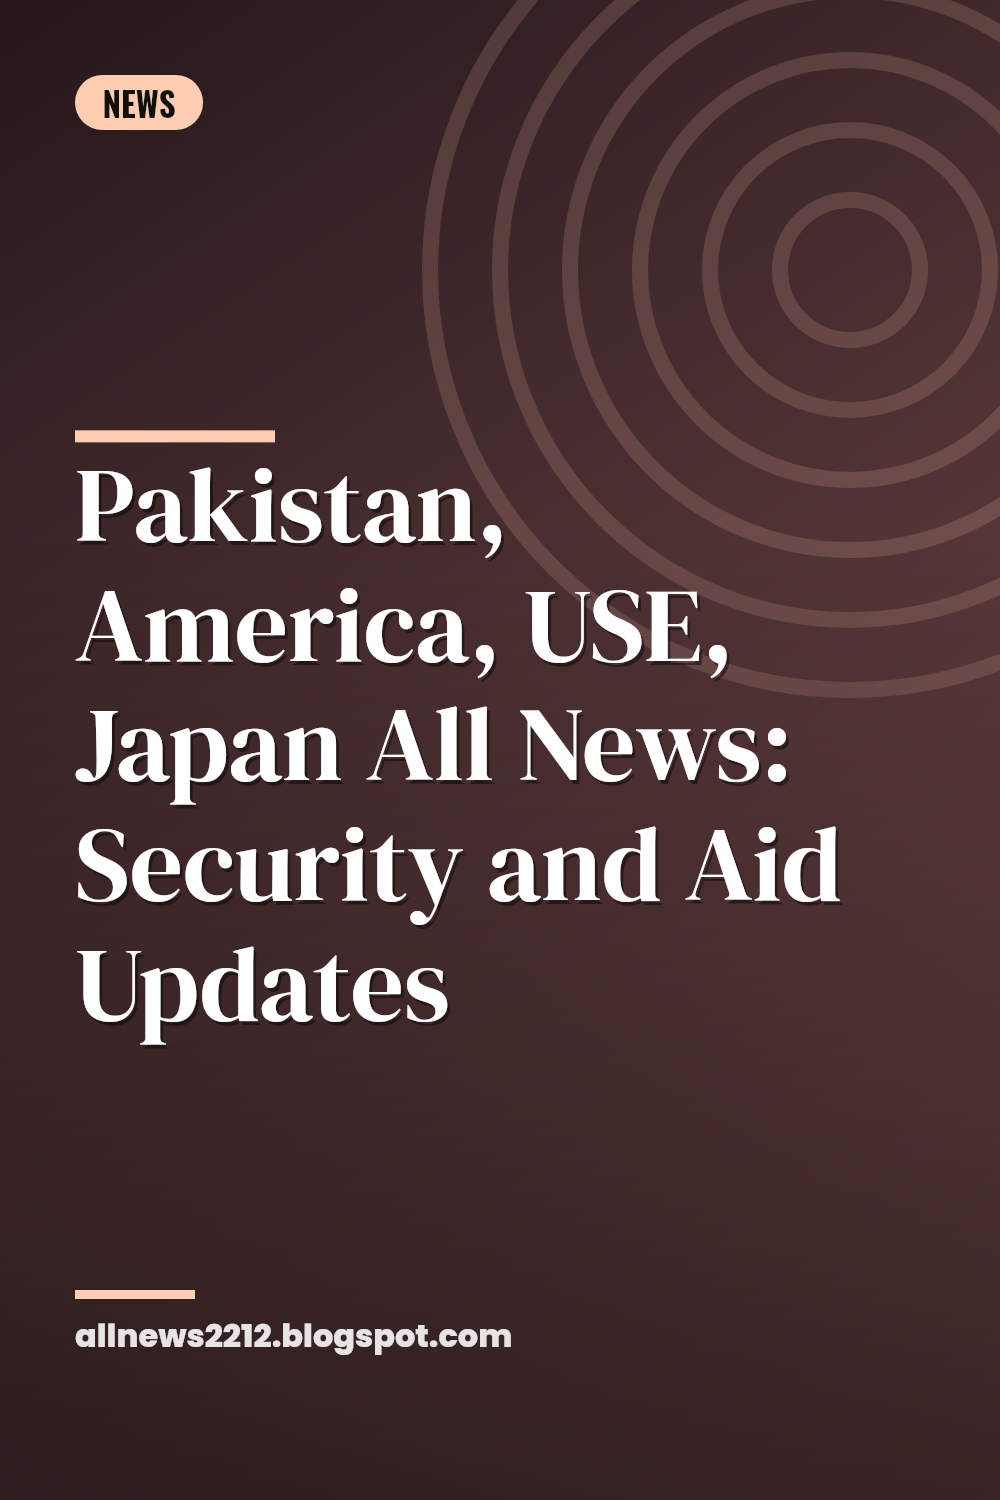 NEWS
Pakistan,
America, USE,
Japan All News:
Security and Aid
Updates
allnews2212.blogspot.com